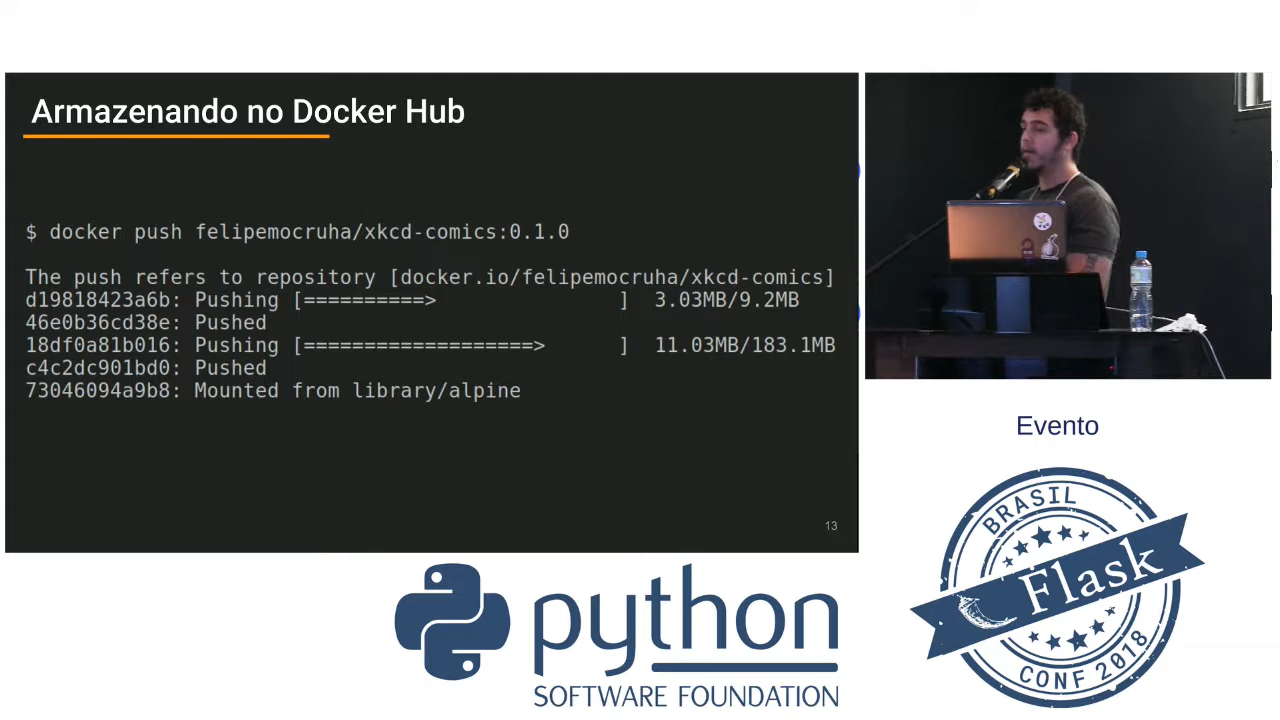 Armazenando no Docker Hub
$ docker push felipemocruha/xkcd-comics:0.1.0
The push refers to repository [docker.io/felipemocruha/xkcd-comics]
d19818423a6b: Pushing [==========>                ]  3.03MB/9.2MB
46e0b36cd38e: Pushed
18df0a81b016: Pushing [===================>      ]  11.03MB/183.1MB
c4c2dc901bd0: Pushed
73046094a9b8: Mounted from library/alpine
13
Evento
BRASIL
Flask
CONF 2018
python
SOFTWARE FOUNDATION